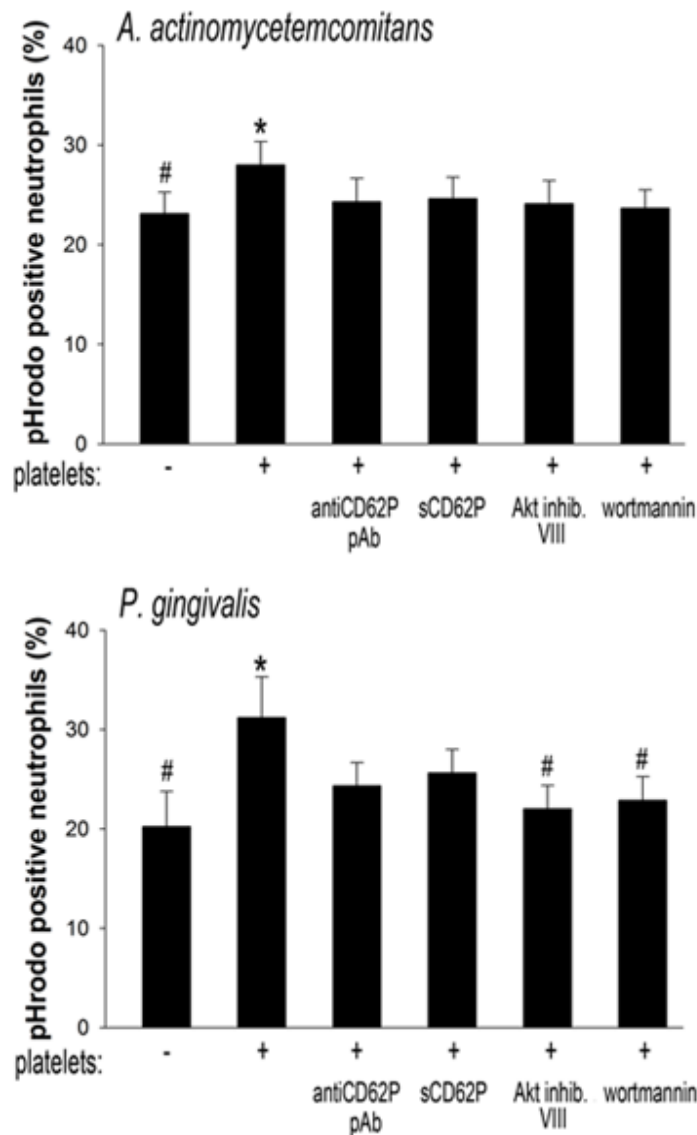 A. actinomycetemcomitans
pHrodo positive neutrophils (%)
40
30
20
10
0
#
*
platelets: - + + + + +
antiCD62P pAb sCD62P Akt inhib. VIII wortmannin
P. gingivalis
pHrodo positive neutrophils (%)
40
30
20
10
0
#
*
#
#
platelets: - + + + + +
antiCD62P pAb sCD62P Akt inhib. VIII wortmannin